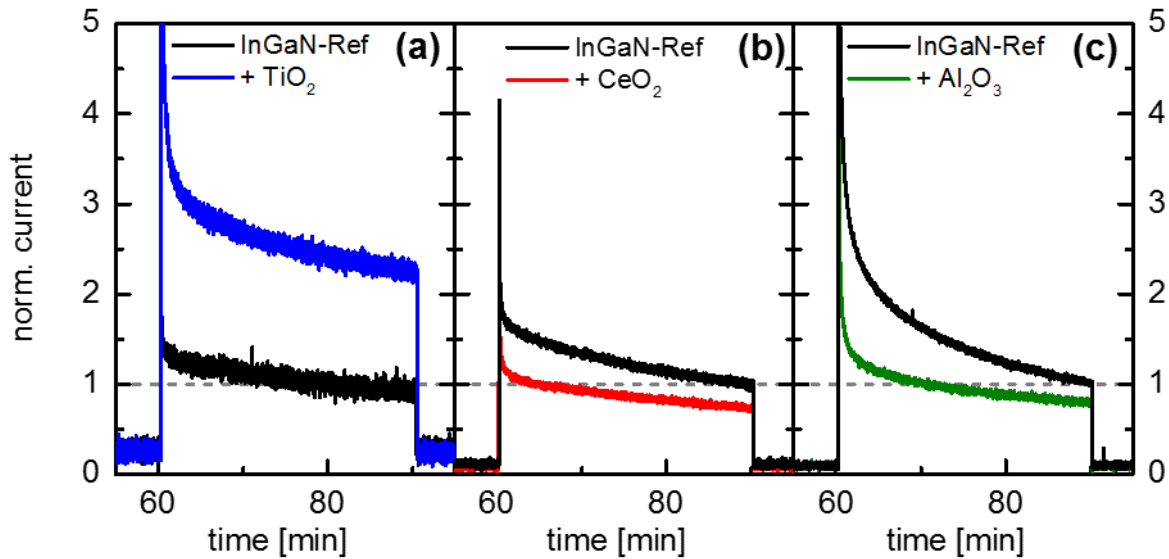 5 InGaN-Ref (a) InGaN-Ref (b) InGaN-Ref (c) 5
+ TiO₂ + CeO₂ + Al₂O₃
4 4
3 3
norm. current
2 2
1 1
0 0
60 80 60 80 60 80
time [min] time [min] time [min]